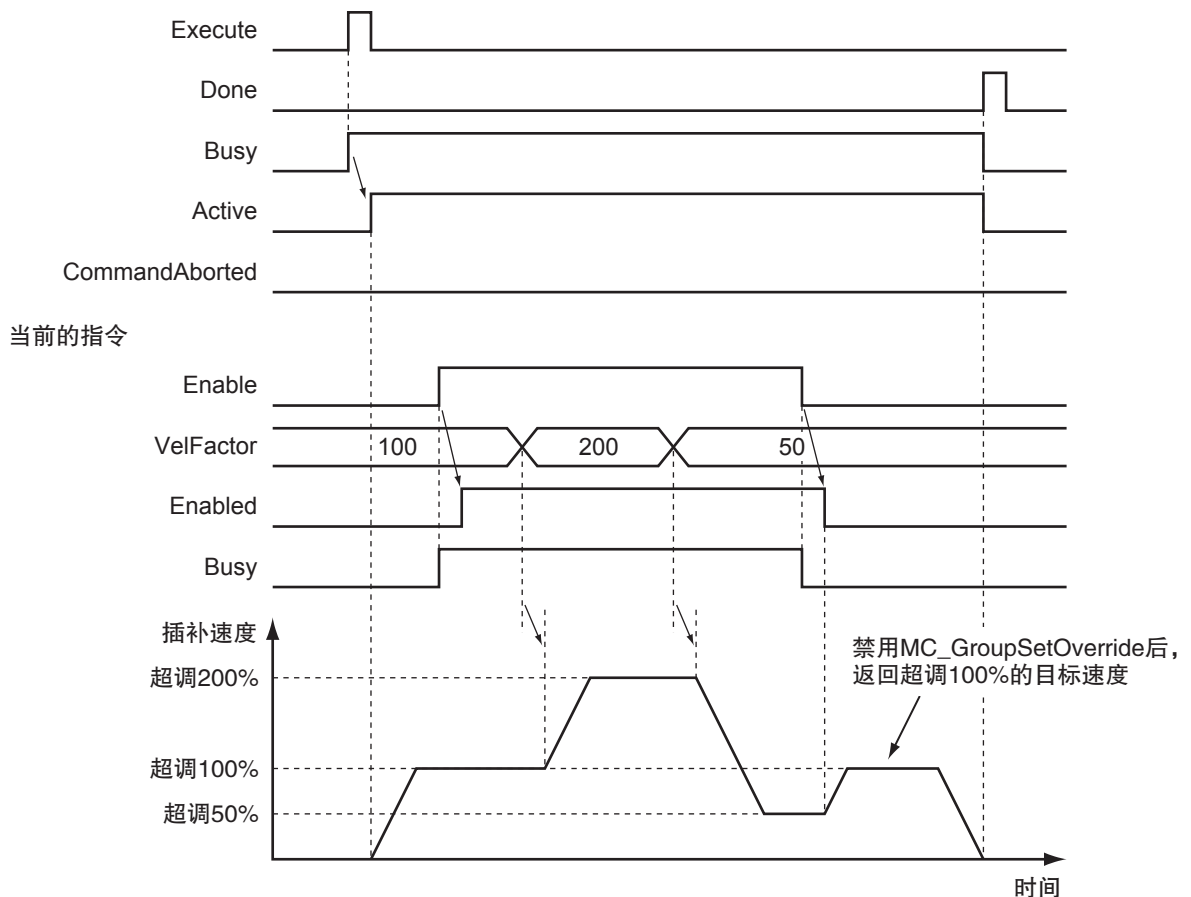 Execute
Done
Busy
Active
CommandAborted
当前的指令
Enable
VelFactor
100
200
50
Enabled
Busy
插补速度
超调200%
超调100%
超调50%
禁用MC_GroupSetOverride后，
返回超调100%的目标速度
时间